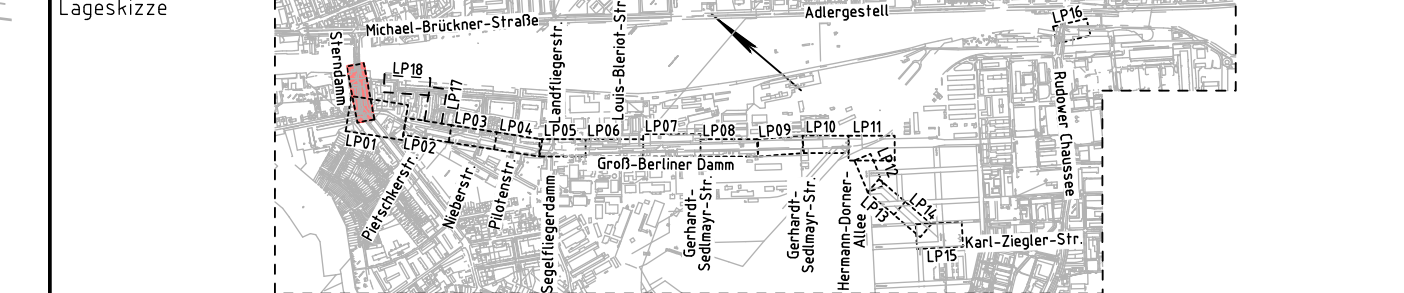 Lageskizze
Michael-Brückner-Straße
Adlergestell
LP16
Sterndamm
Landfliegerstr.
Louis-Bleriot-Str.
LP18
LP17
LP01
LP02
LP03
LP04
LP05
LP06
LP07
LP08
LP09
LP10
LP11
LP12
LP13
LP14
LP15
Groß-Berliner Damm
Rudower Chaussee
Pietschkerstr.
Nieberstr.
Pilotenstr.
Segelfliegerdamm
Gerhardt-
Sedlmayr-Str.
Gerhardt-
Sedlmayr-Str.
Hermann-Dorner-
Allee
Karl-Ziegler-Str.